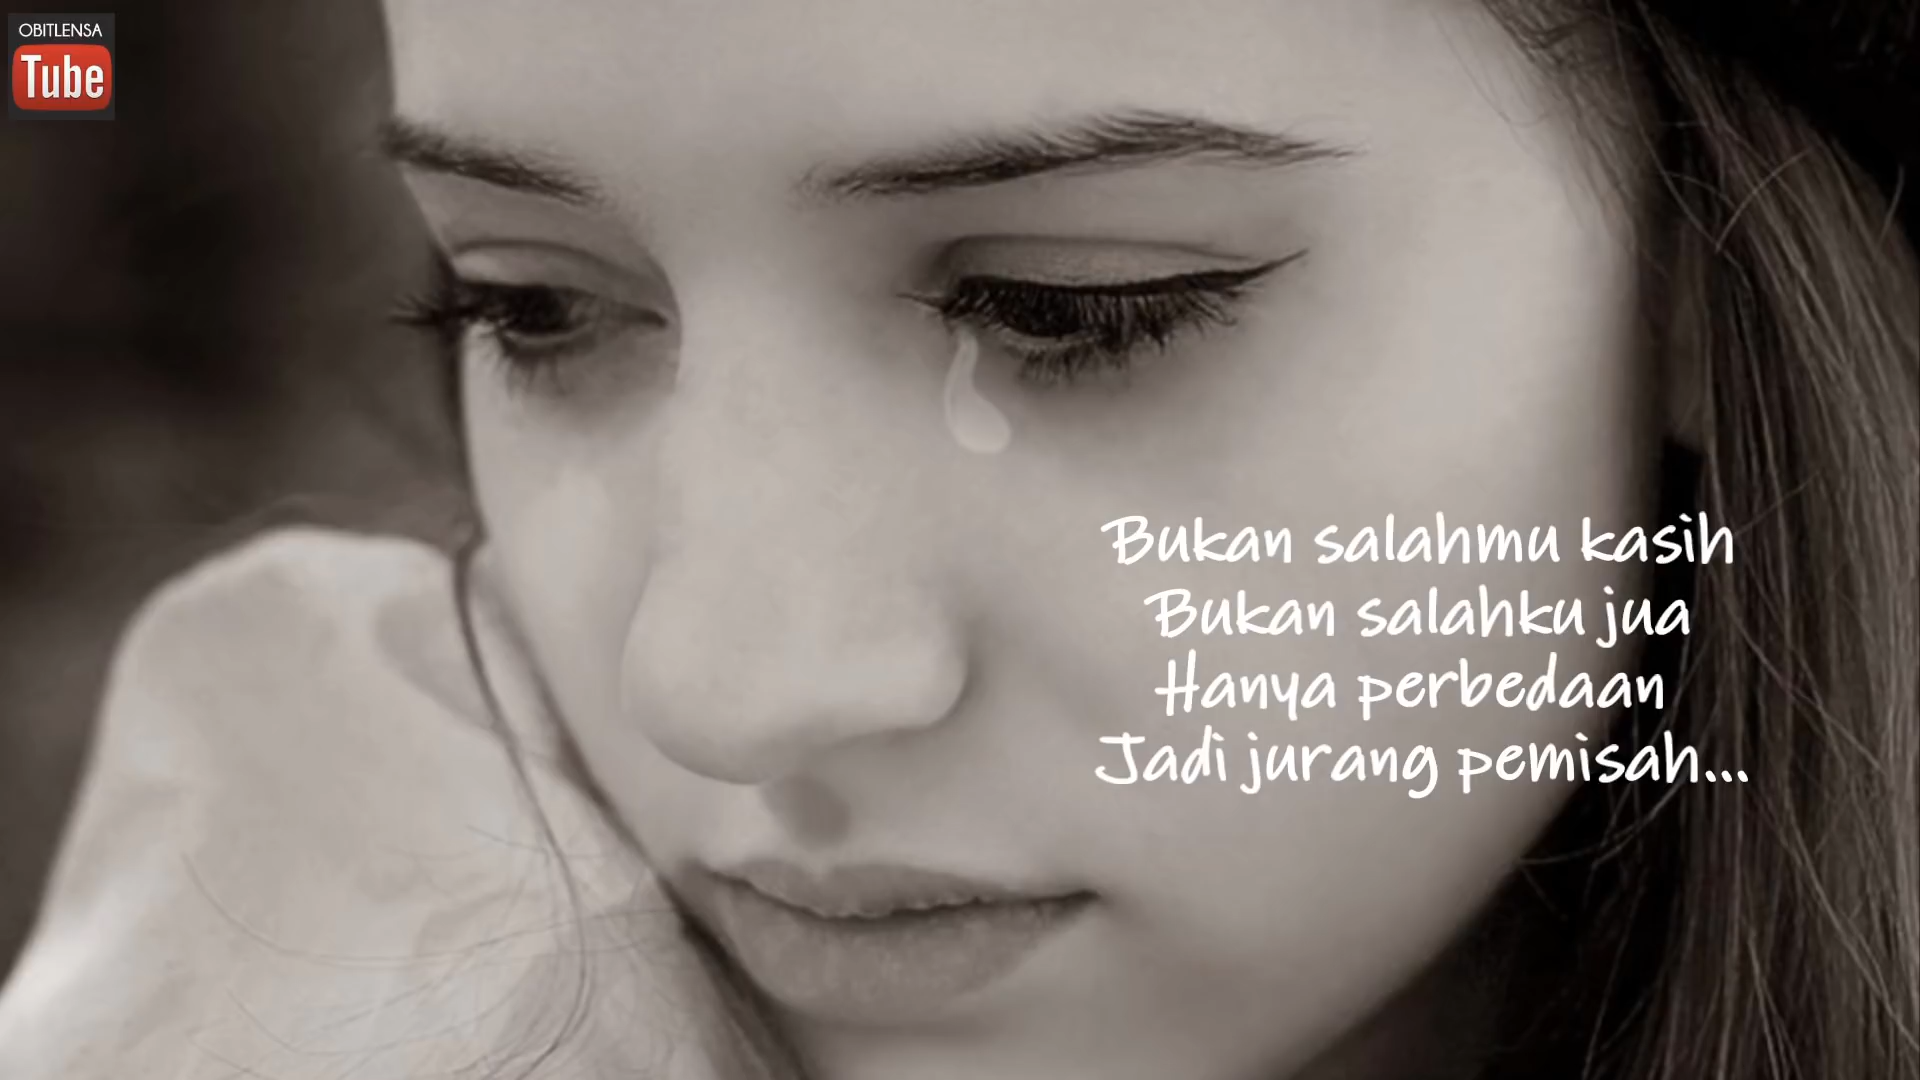 OBITLENSA
Tube
Bukan salahmu kasih
Bukan salahku jua
Hanya perbedaan
Jadi jurang pemisah...